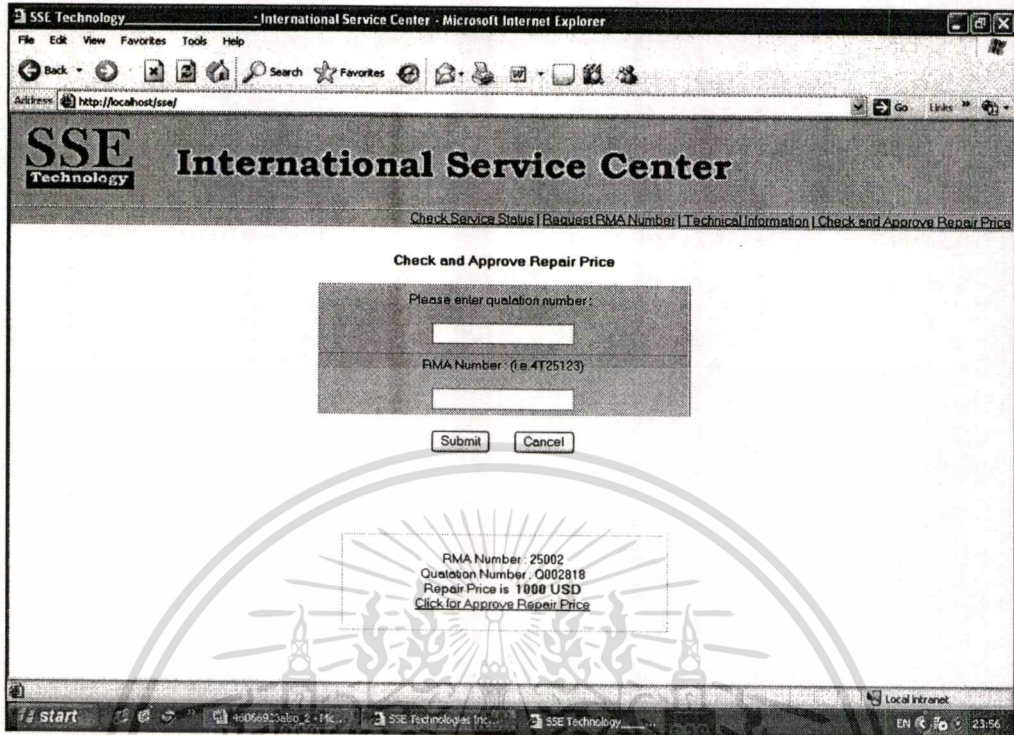 SSE Technology - International Service Center - Microsoft Internet Explorer
File Edit View Favorites Tools Help
Back Search Favorites
Address http://localhost/sse/ Go Links »
SSE
Technology
International Service Center
Check Service Status | Request RMA Number | Technical Information | Check and Approve Repair Price
Check and Approve Repair Price
Please enter quatation number :
RMA Number : (i.e.4T25123)
Submit Cancel
RMA Number : 25002
Quatation Number : Q002818
Repair Price is 1000 USD
Click for Approve Repair Price
Local intranet
start SSE Technologies Inc... SSE Technology___... EN 23:56